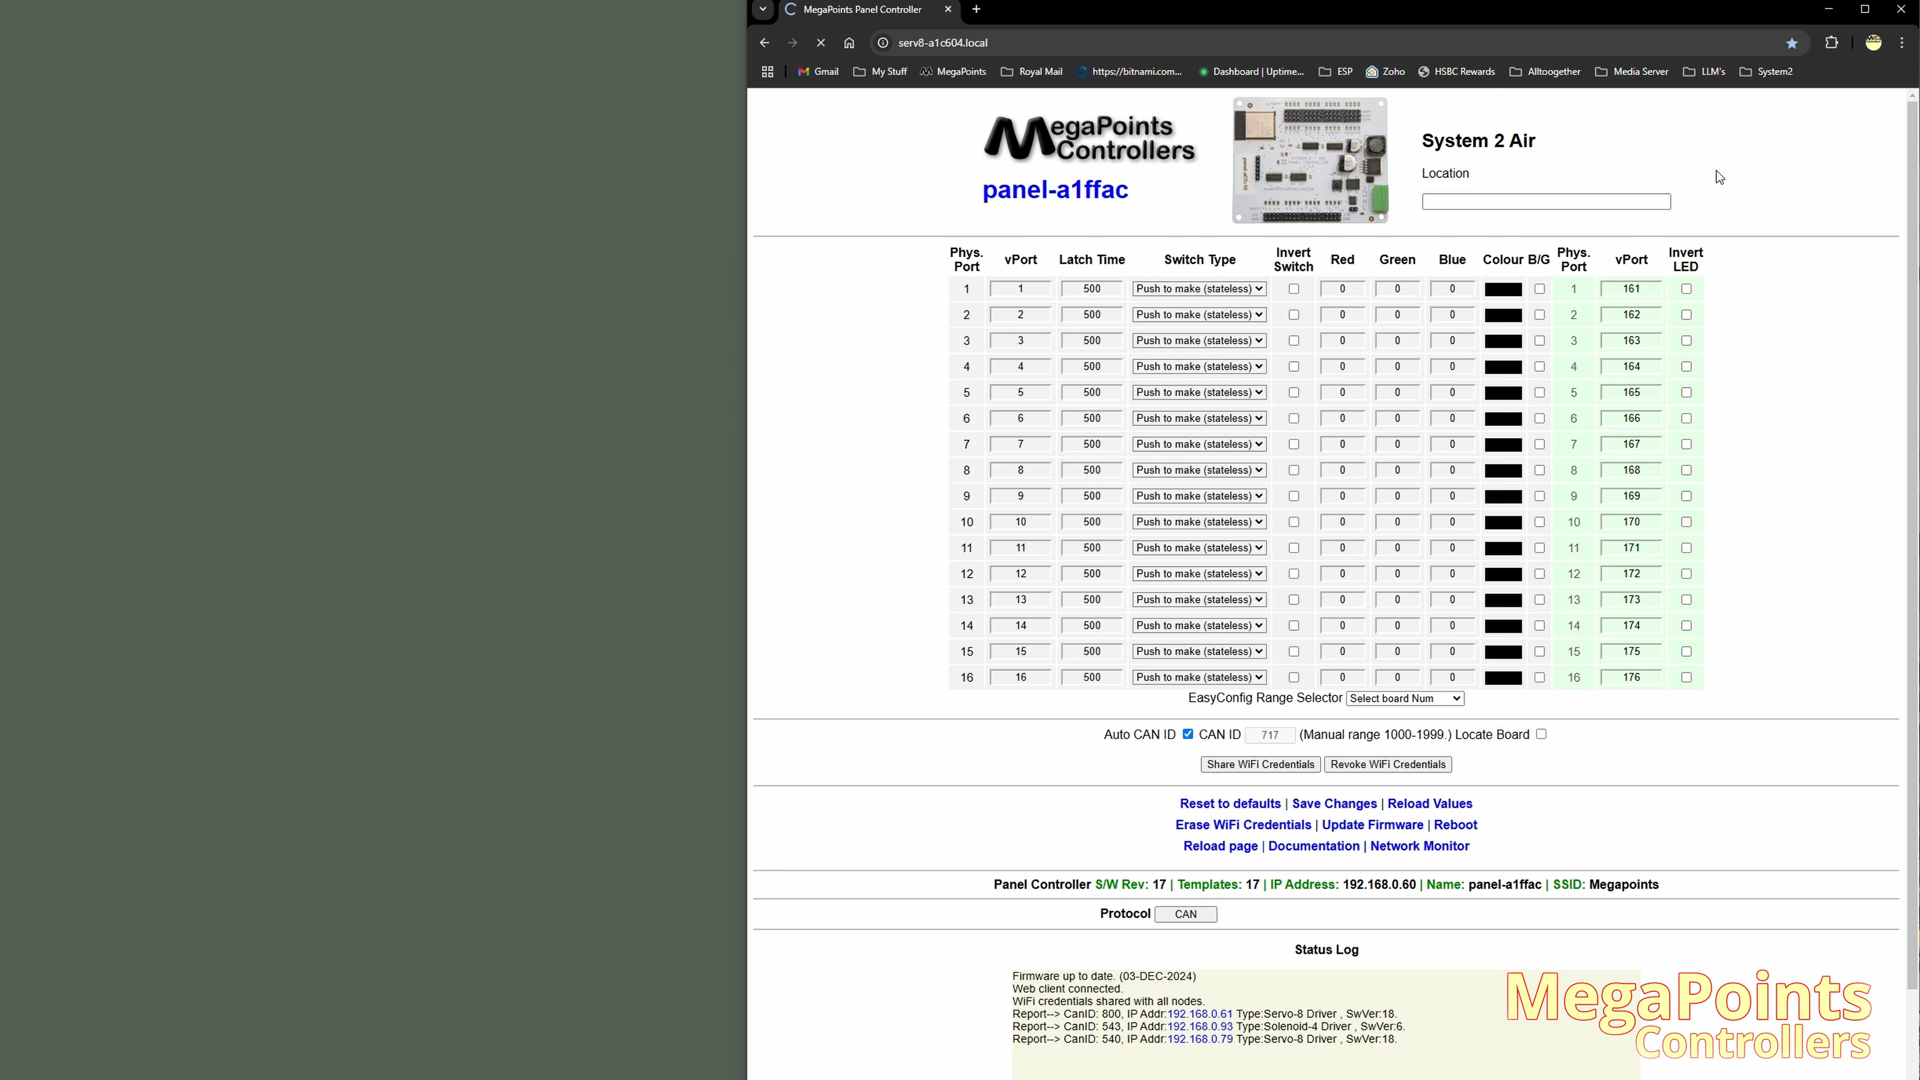 MegaPoints Panel Controller
serv8-a1c604.local
Gmail My Stuff MegaPoints Royal Mail https://bitnami.com... Dashboard | Uptime... ESP Zoho HSBC Rewards Alltoogether Media Server LLM's System2
MegaPoints
Controllers
panel-a1ffac
System 2 Air
Location
Phys. Port vPort Latch Time Switch Type Invert Switch Red Green Blue Colour B/G Phys. Port vPort Invert LED
1 1 500 Push to make (stateless) 0 0 0 1 161
2 2 500 Push to make (stateless) 0 0 0 2 162
3 3 500 Push to make (stateless) 0 0 0 3 163
4 4 500 Push to make (stateless) 0 0 0 4 164
5 5 500 Push to make (stateless) 0 0 0 5 165
6 6 500 Push to make (stateless) 0 0 0 6 166
7 7 500 Push to make (stateless) 0 0 0 7 167
8 8 500 Push to make (stateless) 0 0 0 8 168
9 9 500 Push to make (stateless) 0 0 0 9 169
10 10 500 Push to make (stateless) 0 0 0 10 170
11 11 500 Push to make (stateless) 0 0 0 11 171
12 12 500 Push to make (stateless) 0 0 0 12 172
13 13 500 Push to make (stateless) 0 0 0 13 173
14 14 500 Push to make (stateless) 0 0 0 14 174
15 15 500 Push to make (stateless) 0 0 0 15 175
16 16 500 Push to make (stateless) 0 0 0 16 176
EasyConfig Range Selector Select board Num
Auto CAN ID CAN ID 717 (Manual range 1000-1999.) Locate Board
Share WiFi Credentials Revoke WiFi Credentials
Reset to defaults | Save Changes | Reload Values
Erase WiFi Credentials | Update Firmware | Reboot
Reload page | Documentation | Network Monitor
Panel Controller S/W Rev: 17 | Templates: 17 | IP Address: 192.168.0.60 | Name: panel-a1ffac | SSID: Megapoints
Protocol CAN
Status Log
Firmware up to date. (03-DEC-2024)
Web client connected.
WiFi credentials shared with all nodes.
Report--> CanID: 800, IP Addr:192.168.0.61 Type:Servo-8 Driver , SwVer:18.
Report--> CanID: 543, IP Addr:192.168.0.93 Type:Solenoid-4 Driver , SwVer:6.
Report--> CanID: 540, IP Addr:192.168.0.79 Type:Servo-8 Driver , SwVer:18.
MegaPoints
Controllers